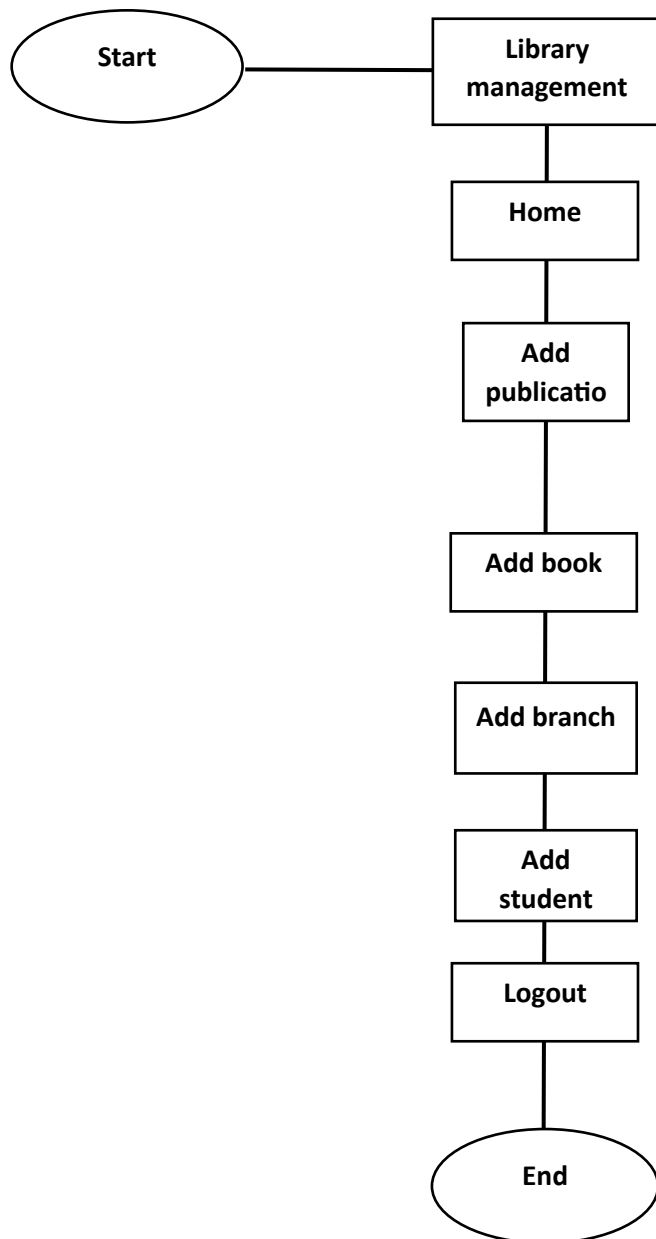 Start
Library
management
Home
Add
publicatio
Add book
Add branch
Add
student
Logout
End